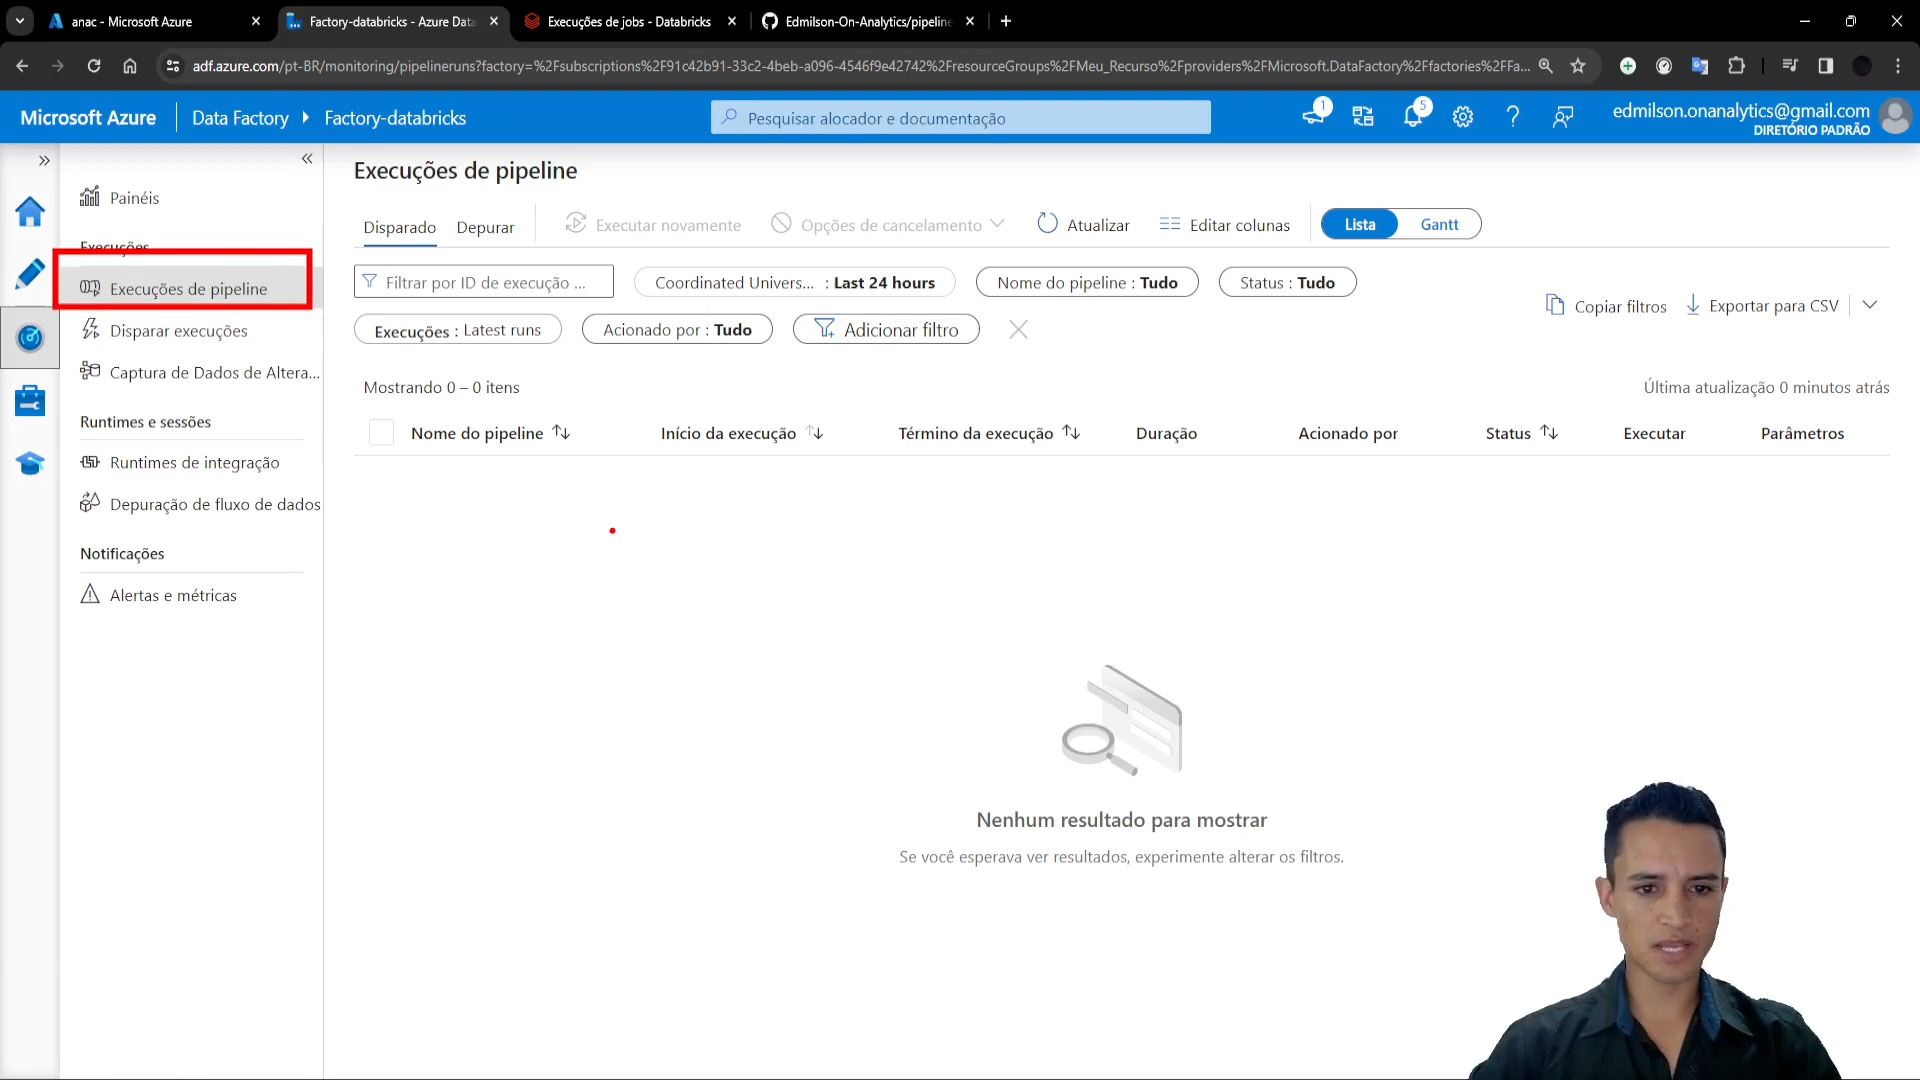 anac - Microsoft Azure
Factory-databricks - Azure Data
Execuções de jobs - Databricks
Edmilson-On-Analytics/pipeline
adf.azure.com/pt-BR/monitoring/pipelineruns?factory=%2Fsubscriptions%2F91c42b91-33c2-4beb-a096-4546f9e42742%2FresourceGroups%2FMeu_Recurso%2Fproviders%2FMicrosoft.DataFactory%2Ffactories%2FFa...
Microsoft Azure
Data Factory
Factory-databricks
Pesquisar alocador e documentação
1
5
edmilson.onanalytics@gmail.com
DIRETÓRIO PADRÃO
Painéis
Execuções
Execuções de pipeline
Disparar execuções
Captura de Dados de Altera...
Runtimes e sessões
Runtimes de integração
Depuração de fluxo de dados
Notificações
Alertas e métricas
Execuções de pipeline
Disparado
Depurar
Executar novamente
Opções de cancelamento
Atualizar
Editar colunas
Lista
Gantt
Filtrar por ID de execução ...
Coordinated Univers... : Last 24 hours
Nome do pipeline : Tudo
Status : Tudo
Execuções : Latest runs
Acionado por : Tudo
Adicionar filtro
Copiar filtros
Exportar para CSV
Mostrando 0 – 0 itens
Última atualização 0 minutos atrás
Nome do pipeline
Início da execução
Término da execução
Duração
Acionado por
Status
Executar
Parâmetros
Nenhum resultado para mostrar
Se você esperava ver resultados, experimente alterar os filtros.